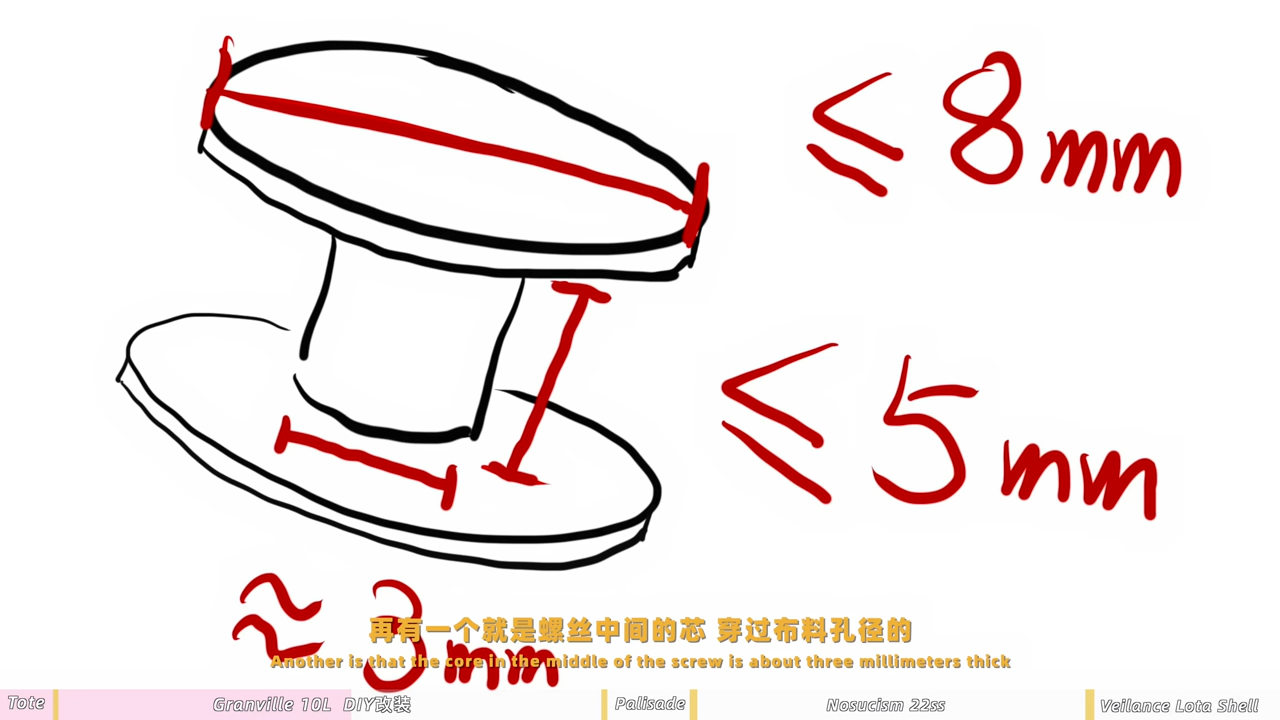 ≤ 8mm
≤ 5mm
≈ 3mm
再有一个就是螺丝中间的芯 穿过布料孔径的
Another is that the core in the middle of the screw is about three millimeters thick
Tote Granville 10L DIY改装 Palisade Nosucism 22ss Veilance Lota Shell